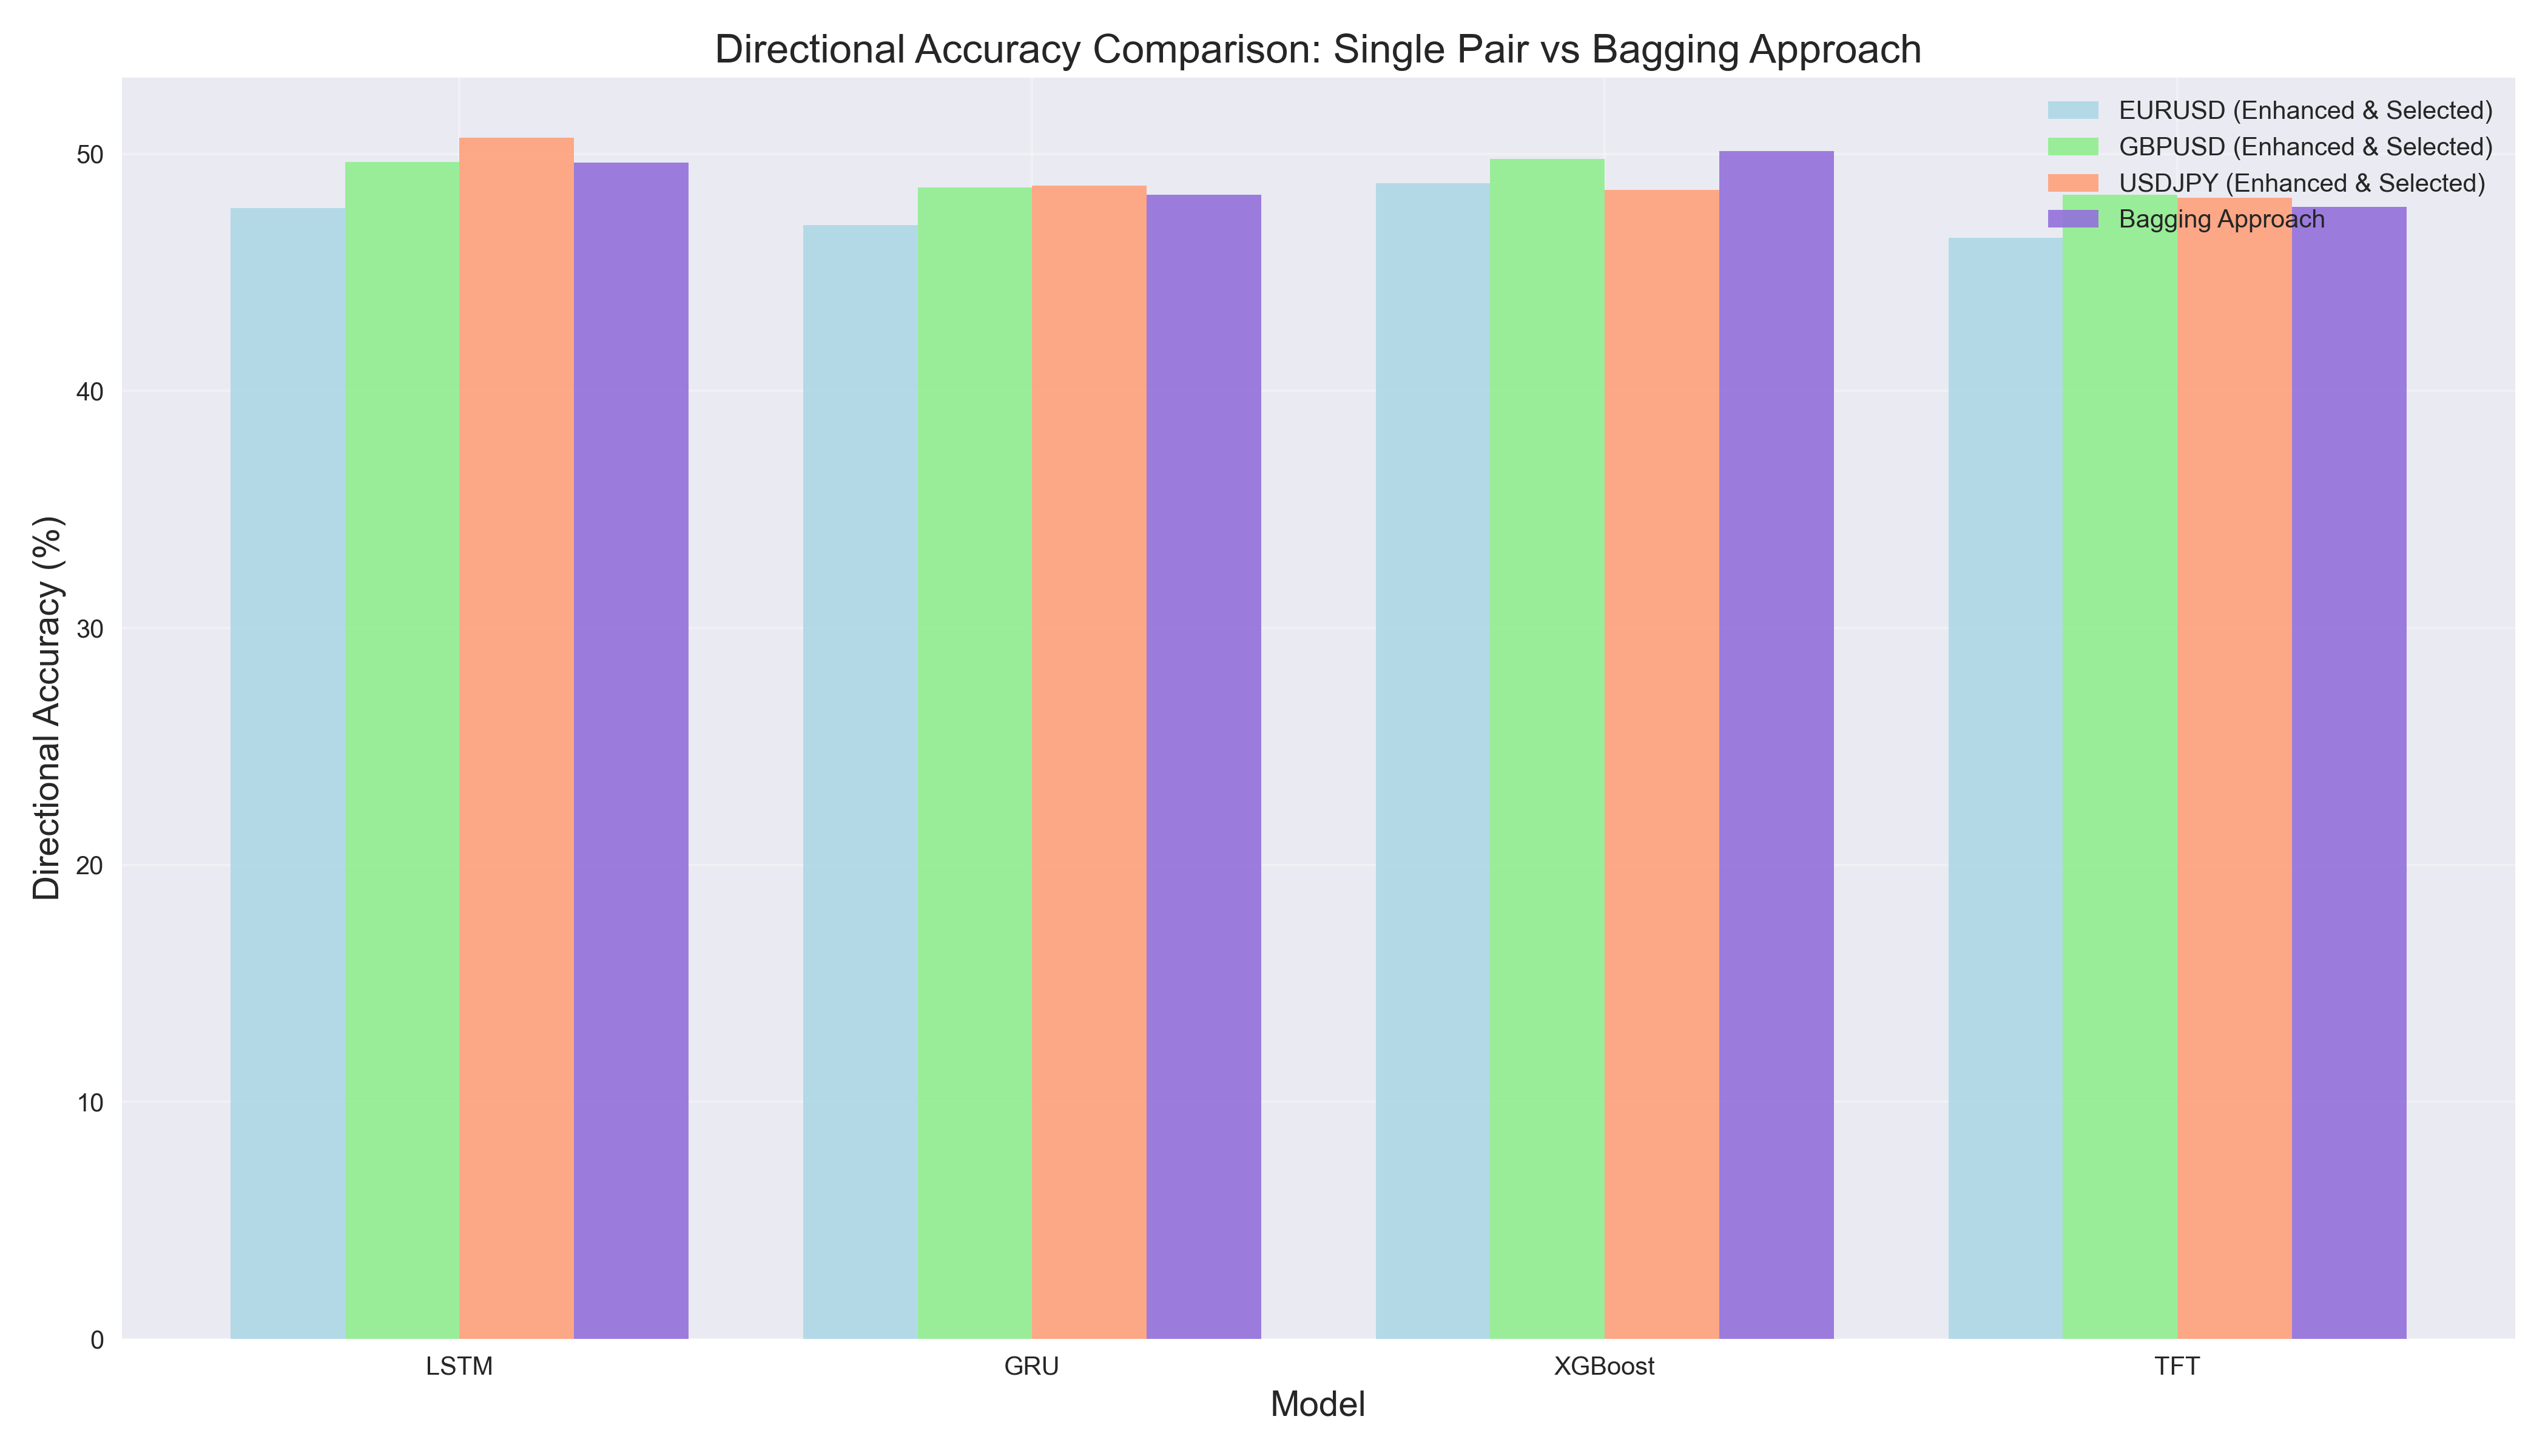 Directional Accuracy Comparison: Single Pair vs Bagging Approach
EURUSD (Enhanced & Selected)
GBPUSD (Enhanced & Selected)
USDJPY (Enhanced & Selected)
Bagging Approach
Directional Accuracy (%)
50
40
30
20
10
0
LSTM
GRU
XGBoost
TFT
Model